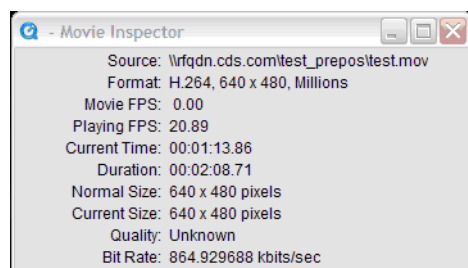 - Movie Inspector
Source: \\rfqdn.cds.com\test_prepos\test.mov
Format: H.264, 640 x 480, Millions
Movie FPS: 0.00
Playing FPS: 20.89
Current Time: 00:01:13.86
Duration: 00:02:08.71
Normal Size: 640 x 480 pixels
Current Size: 640 x 480 pixels
Quality: Unknown
Bit Rate: 864.929688 kbits/sec